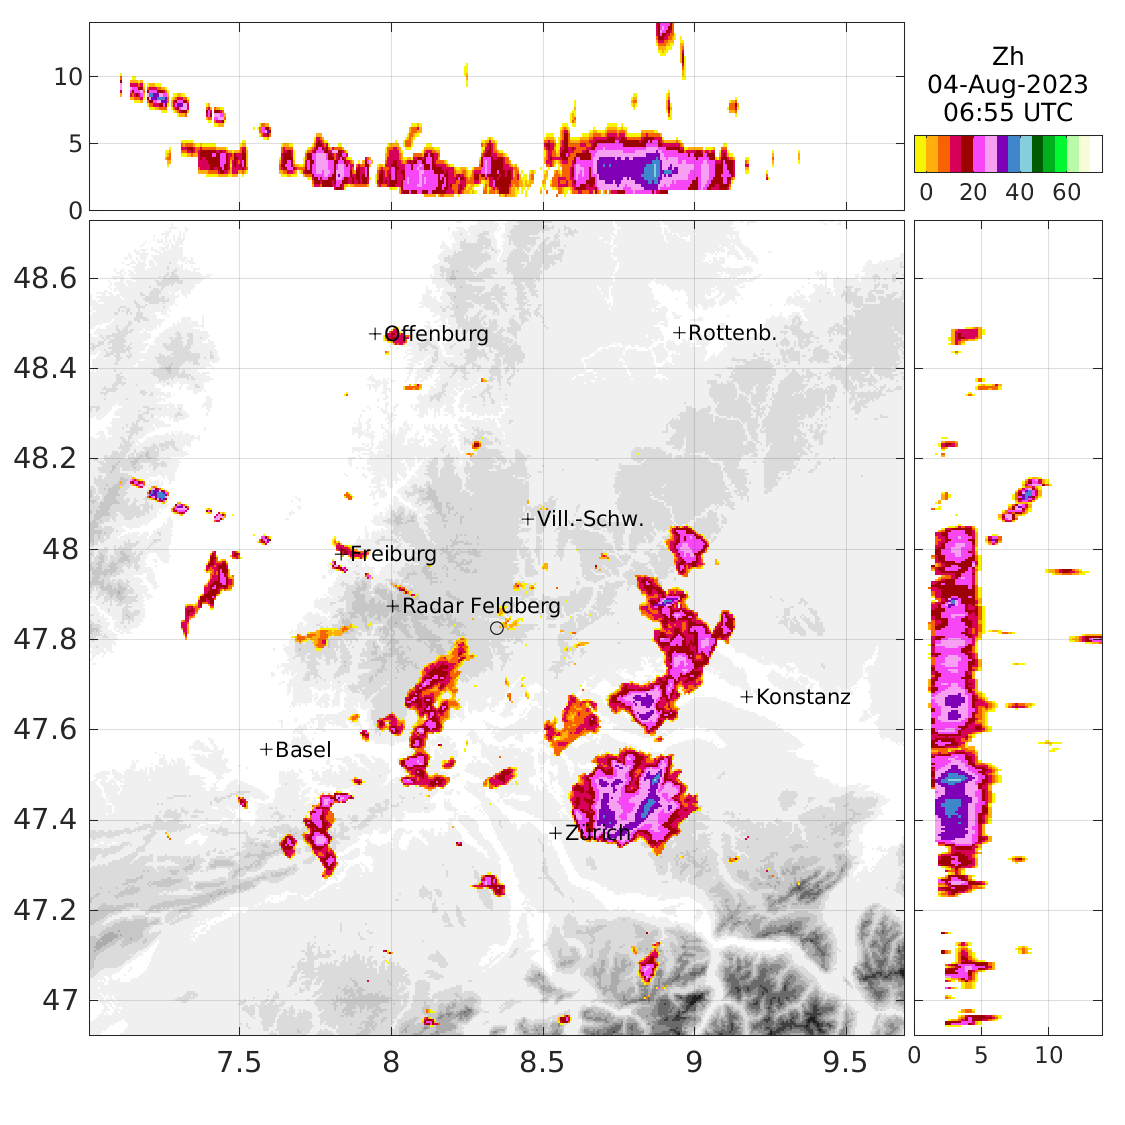 Zh
04-Aug-2023
06:55 UTC
0 20 40 60
10
5
0
48.6
48.4
48.2
48
47.8
47.6
47.4
47.2
47
+Offenburg
+Rottenb.
+Vill.-Schw.
+Freiburg
+Radar Feldberg
+Konstanz
+Basel
+Zürich
7.5 8 8.5 9 9.5
0 5 10